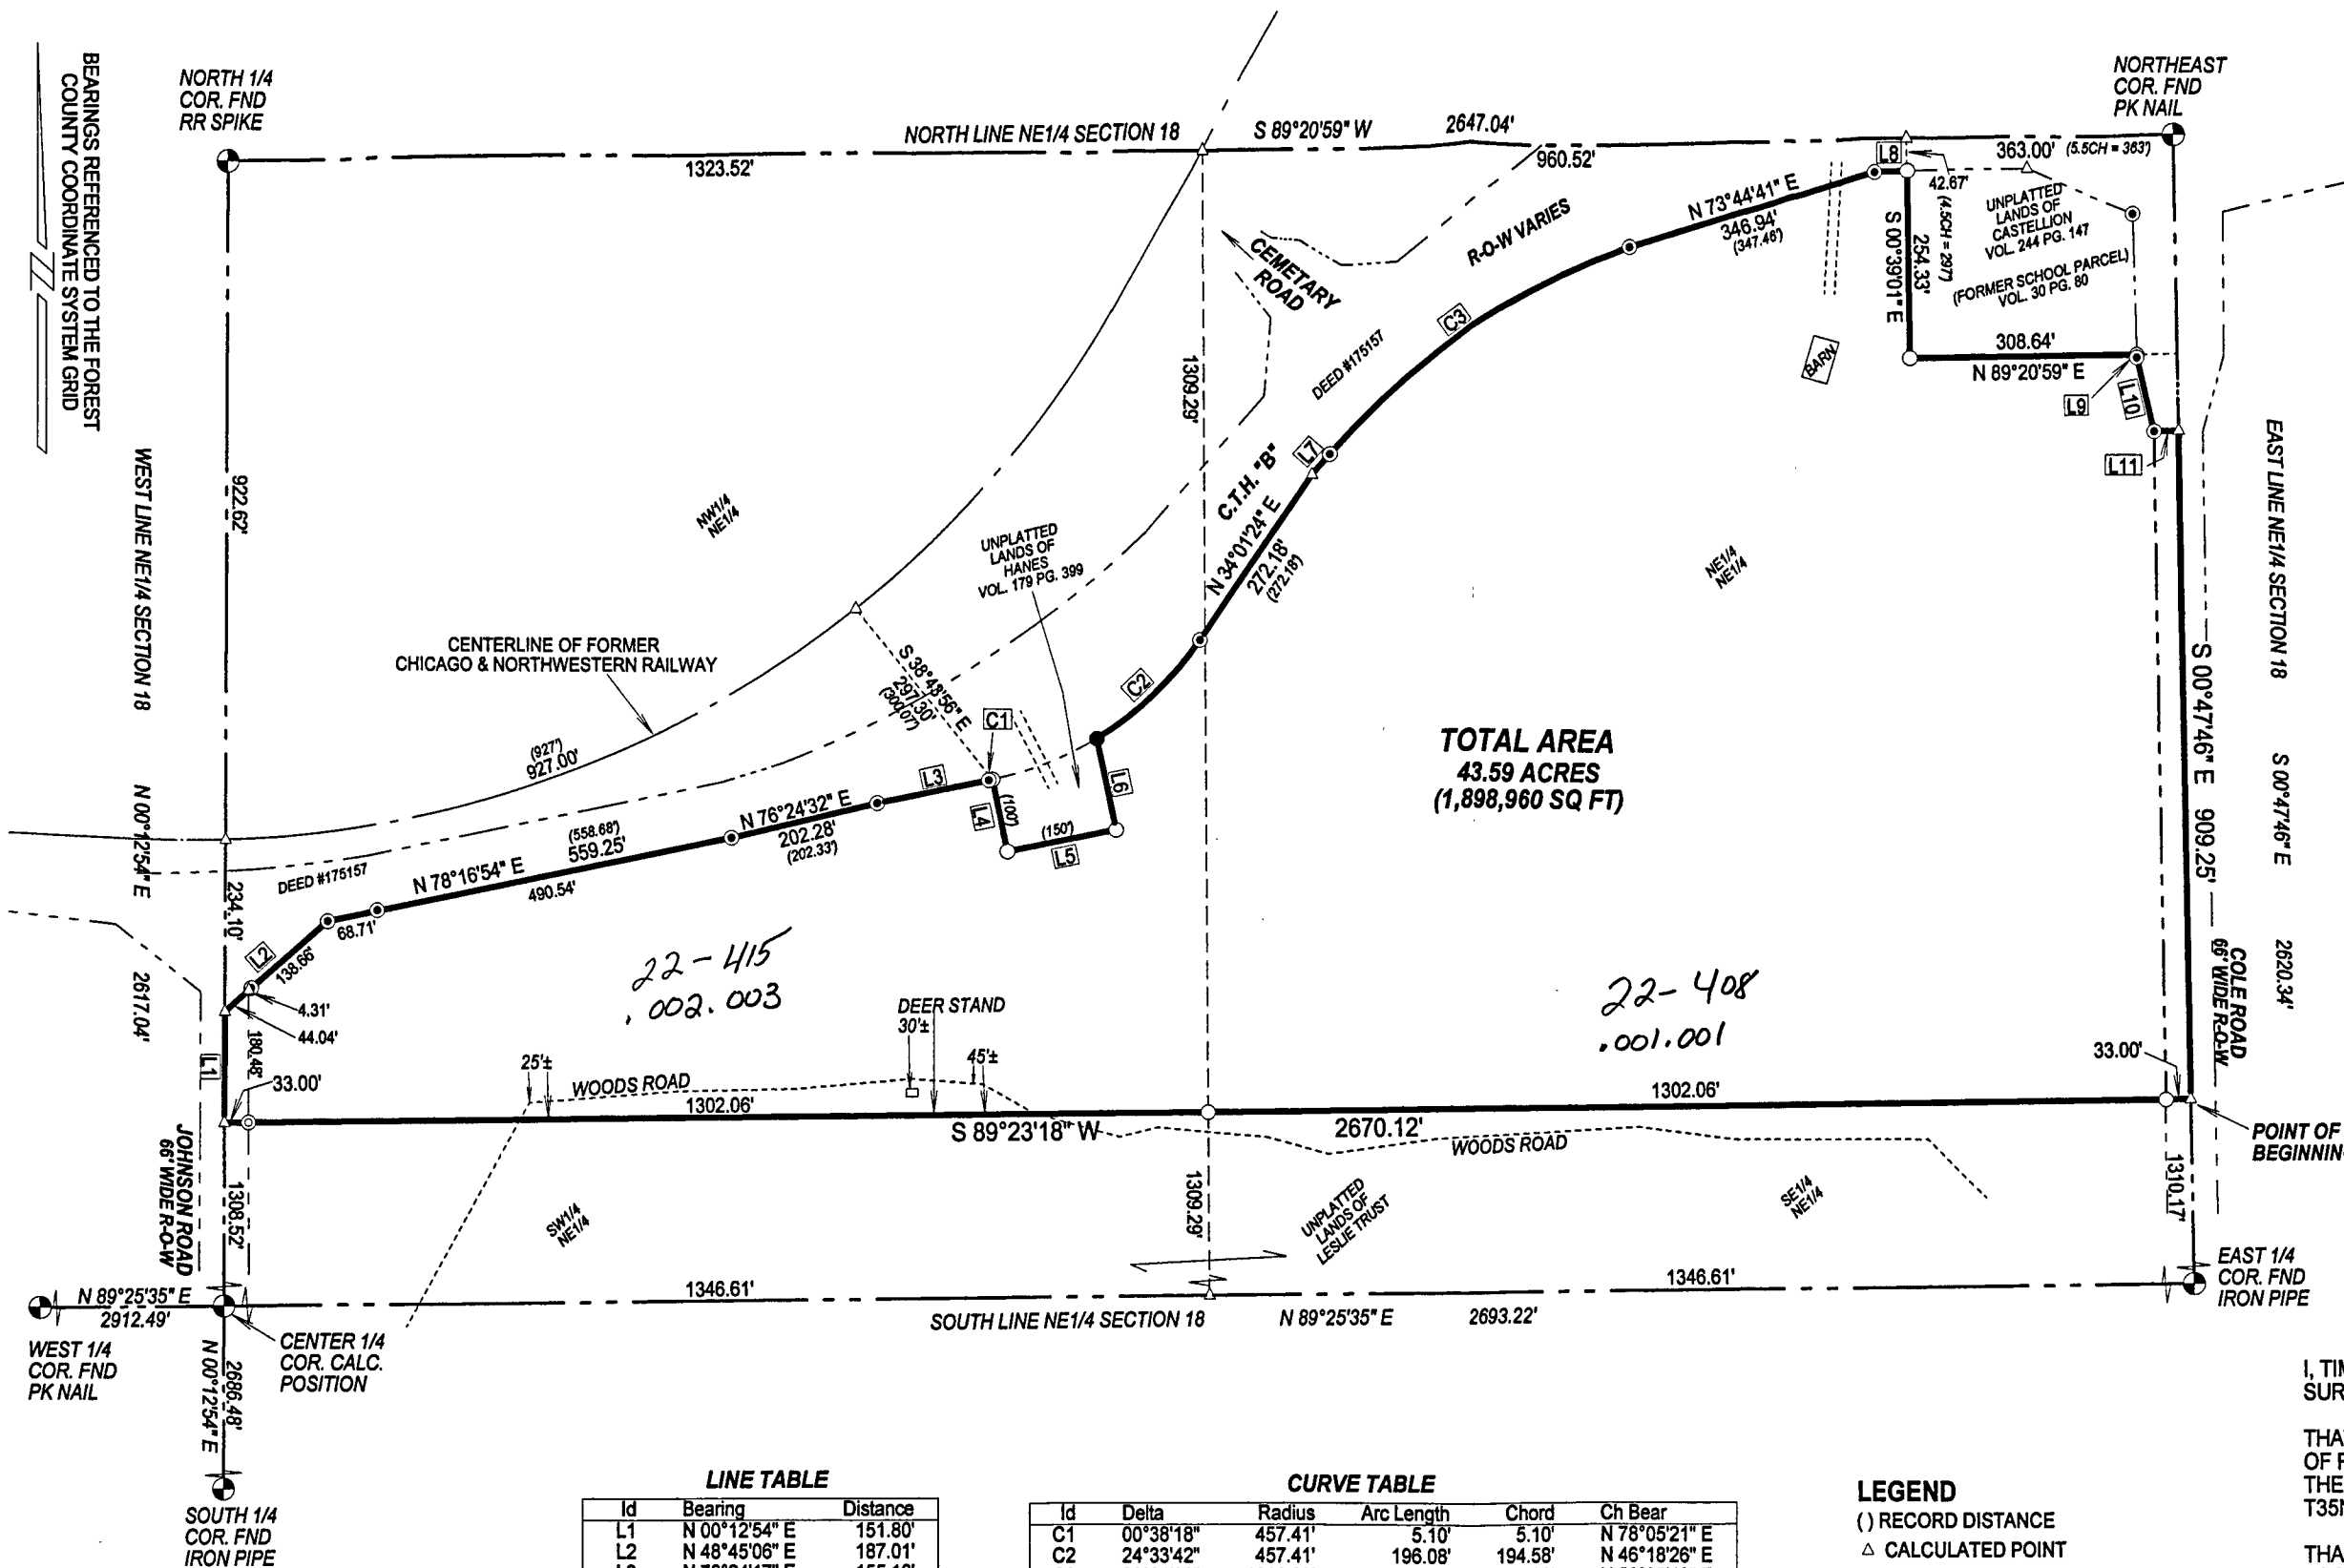 BEARINGS REFERENCED TO THE FOREST
COUNTY COORDINATE SYSTEM GRID
NORTH 1/4
COR. FND
RR SPIKE
NORTH LINE NE1/4 SECTION 18
S 89°20'59" W
2647.04'
1323.52'
960.52'
NORTHEAST
COR. FND
PK NAIL
363.00' (5.5CH = 363')
L8
42.67'
(4.5CH = 297')
UNPLATTED
LANDS OF
CASTELLION
VOL. 244 PG. 147
(FORMER SCHOOL PARCEL)
VOL. 30 PG. 80
S 00°39'01" E
254.33'
308.64'
N 89°20'59" E
L9
L10
L11
N 73°44'41" E
346.94'
(347.46')
R-O-W VARIES
CEMETARY
ROAD
C3
DEED #175157
BARN
1309.29'
L7
C.T.H. "B"
N 34°01'24" E
272.18'
(272.18')
NW1/4
NE1/4
NE1/4
NE1/4
UNPLATTED
LANDS OF
HANES
VOL. 179 PG. 399
922.62'
WEST LINE NE1/4 SECTION 18
N 00°12'54" E
2617.04'
CENTERLINE OF FORMER
CHICAGO & NORTHWESTERN RAILWAY
(927')
927.00'
S 38°43'56" E
297.30'
(300.07')
C1
C2
L3
L4
(100')
(150')
L5
L6
N 76°24'32" E
202.28'
(202.33')
(558.68')
559.25'
N 78°16'54" E
490.54'
DEED #175157
68.71'
234.10'
L2
138.66'
4.31'
44.04'
180.48'
L1
33.00'
TOTAL AREA
43.59 ACRES
(1,898,960 SQ FT)
EAST LINE NE1/4 SECTION 18
S 00°47'46" E
2620.34'
S 00°47'46" E 909.25'
COLE ROAD
66' WIDE R-O-W
22-415
.002.003
22-408
.001.001
DEER STAND
30'±
25'±
45'±
WOODS ROAD
1302.06'
1302.06'
33.00'
S 89°23'18" W
2670.12'
WOODS ROAD
POINT OF
BEGINNIN
JOHNSON ROAD
66' WIDE R-O-W
1308.52'
1309.29'
1310.17'
SW1/4
NE1/4
UNPLATTED
LANDS OF
LESLIE TRUST
SE1/4
NE1/4
N 89°25'35" E
2912.49'
1346.61'
1346.61'
SOUTH LINE NE1/4 SECTION 18
N 89°25'35" E
2693.22'
EAST 1/4
COR. FND
IRON PIPE
WEST 1/4
COR. FND
PK NAIL
CENTER 1/4
COR. CALC.
POSITION
2686.48'
N 00°12'54" E
SOUTH 1/4
COR. FND
IRON PIPE
LINE TABLE
Id Bearing Distance
L1 N 00°12'54" E 151.80'
L2 N 48°45'06" E 187.01'
CURVE TABLE
Id Delta Radius Arc Length Chord Ch Bear
C1 00°38'18" 457.41' 5.10' 5.10' N 78°05'21" E
C2 24°33'42" 457.41' 196.08' 194.58' N 46°18'26" E
LEGEND
( ) RECORD DISTANCE
△ CALCULATED POINT
I, TIM
SUR
THA
OF F
THE
T35N
THA